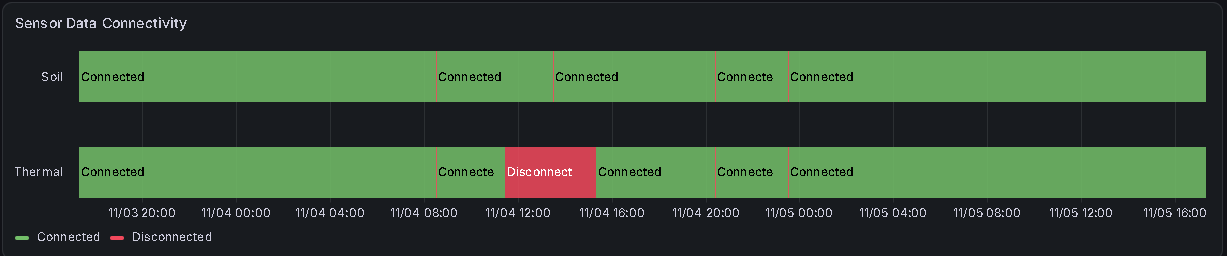 Sensor Data Connectivity
Soil Connected Connected Connected Connecte Connected
Thermal Connected Connecte Disconnect Connected Connecte Connected
11/03 20:00 11/04 00:00 11/04 04:00 11/04 08:00 11/04 12:00 11/04 16:00 11/04 20:00 11/05 00:00 11/05 04:00 11/05 08:00 11/05 12:00 11/05 16:00
Connected Disconnected